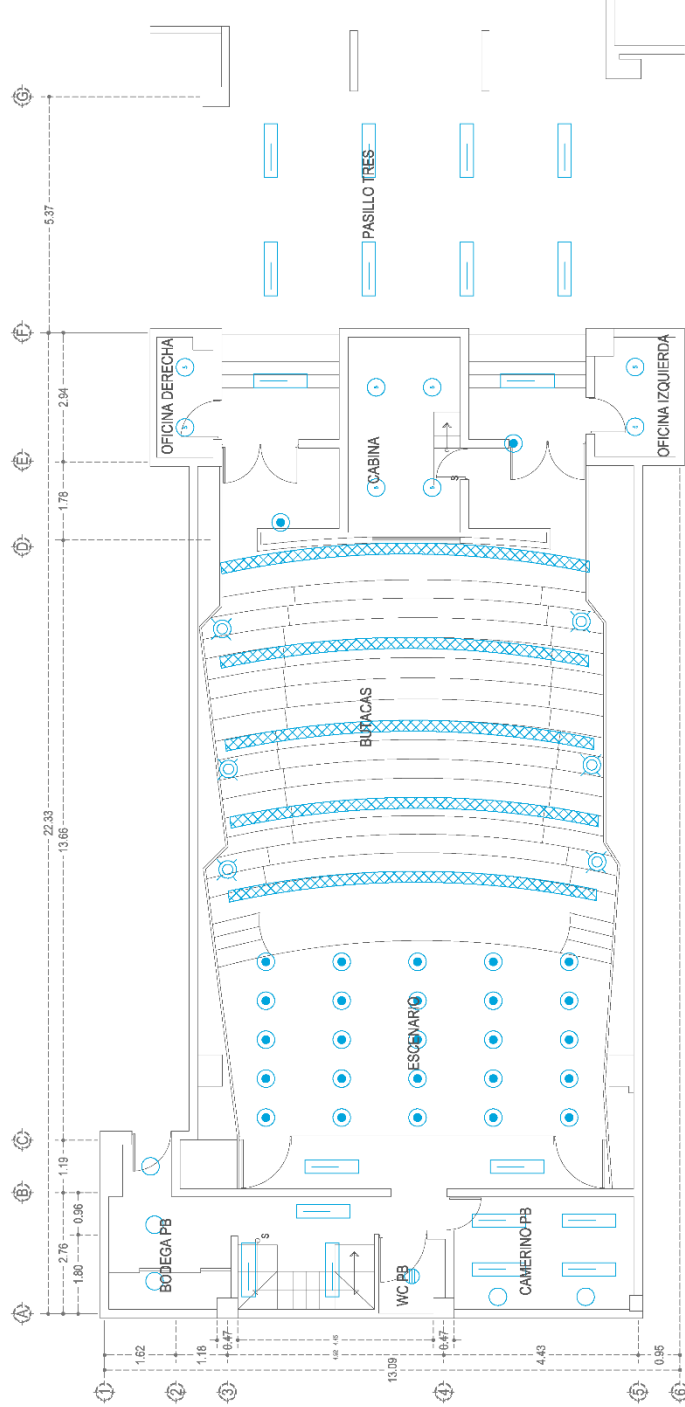 G
5.37
PASILLO TRES
F
OFICINA DERECHA
OFICINA IZQUIERDA
2.94
CABINA
S
E
1.78
D
22.33
13.66
BUTACAS
ESCENARIO
C
1.19
B
0.96
2.76
1.80
BODEGA PB
S
WC PB
CAMERINO PB
A
1.62
1.18
0.47
0.47
4.43
0.95
13.09
1
2
3
4
5
6